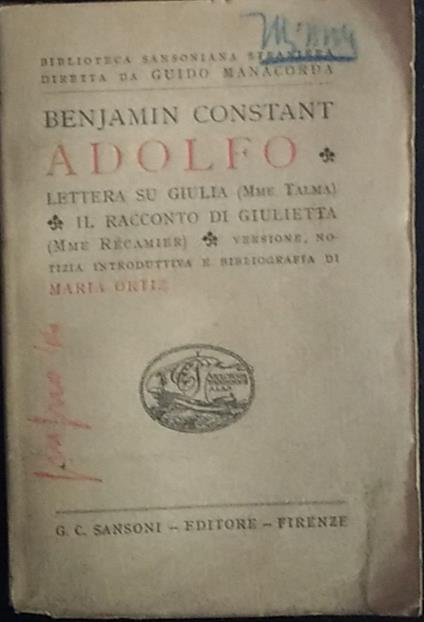 BIBLIOTECA SANSONIANA STRANIERA
DIRETTA DA GUIDO MANACORDA
BENJAMIN CONSTANT
ADOLFO
LETTERA SU GIULIA (MME TALMA)
IL RACCONTO DI GIULIETTA
(MME RÉCAMIER) VERSIONE, NO-
TIZIA INTRODUTTIVA E BIBLIOGRAFIA DI
MARIA ORTIZ
G. C. SANSONI – EDITORE – FIRENZE